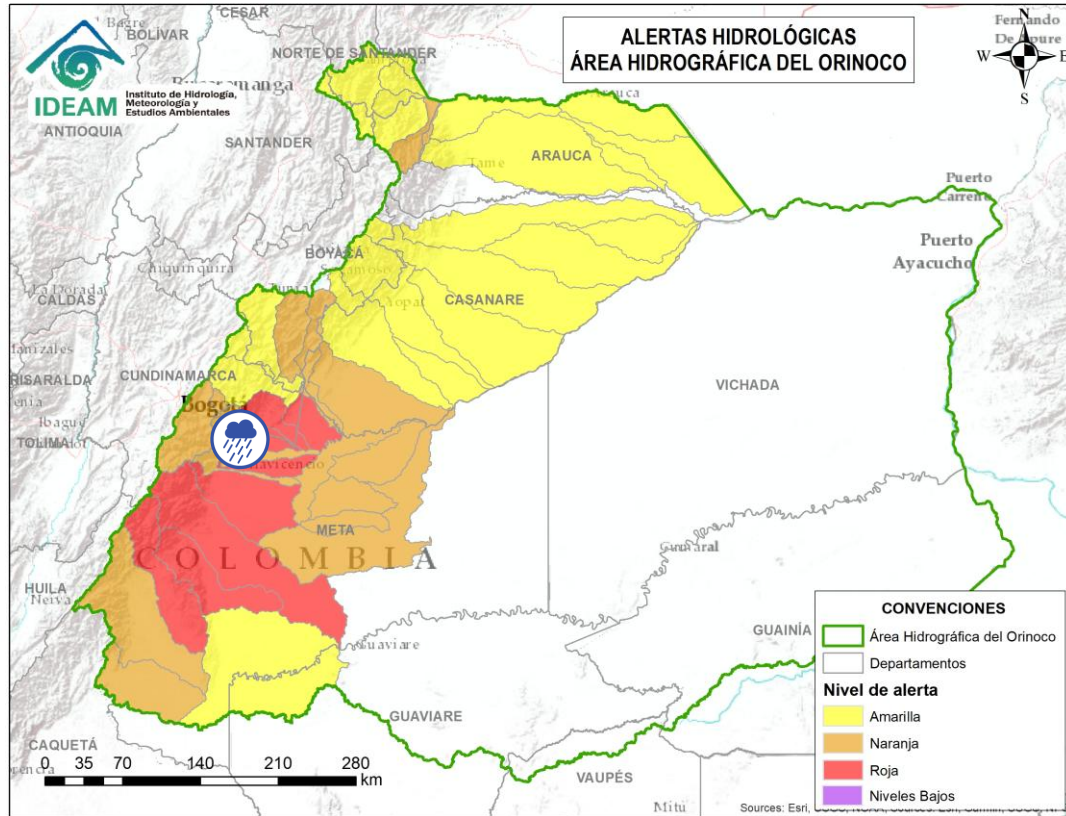 ALERTAS HIDROLÓGICAS
ÁREA HIDROGRÁFICA DEL ORINOCO
IDEAM
Instituto de Hidrología,
Meteorología y
Estudios Ambientales
N
W
E
S
CESAR
BOLÍVAR
NORTE DE SANTANDER
ANTIOQUIA
SANTANDER
ARAUCA
Tame
Puerto
Carreño
Puerto
Ayacucho
BOYACÁ
Chiquinquira
La Dorada
CALDAS
Yopal
CASANARE
VICHADA
RISARALDA
CUNDINAMARCA
Bogotá
Ibagué
TOLIMA
META
COLOMBIA
HUILA
Neiva
GUAINÍA
GUAVIARE
CAQUETÁ
VAUPÉS
Mitú
0 35 70 140 210 280
km
CONVENCIONES
Área Hidrográfica del Orinoco
Departamentos
Nivel de alerta
Amarilla
Naranja
Roja
Niveles Bajos
Sources: Esri,